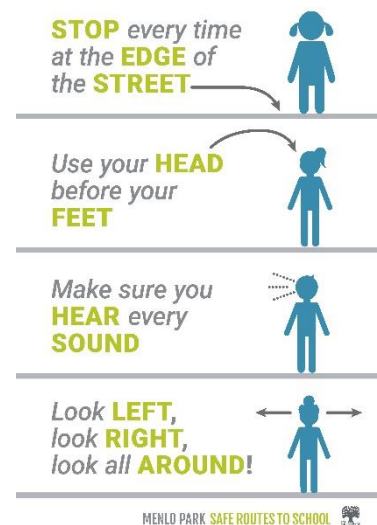 STOP every time
at the EDGE of
the STREET
Use your HEAD
before your
FEET
Make sure you
HEAR every
SOUND
Look LEFT,
look RIGHT,
look all AROUND!
MENLO PARK SAFE ROUTES TO SCHOOL